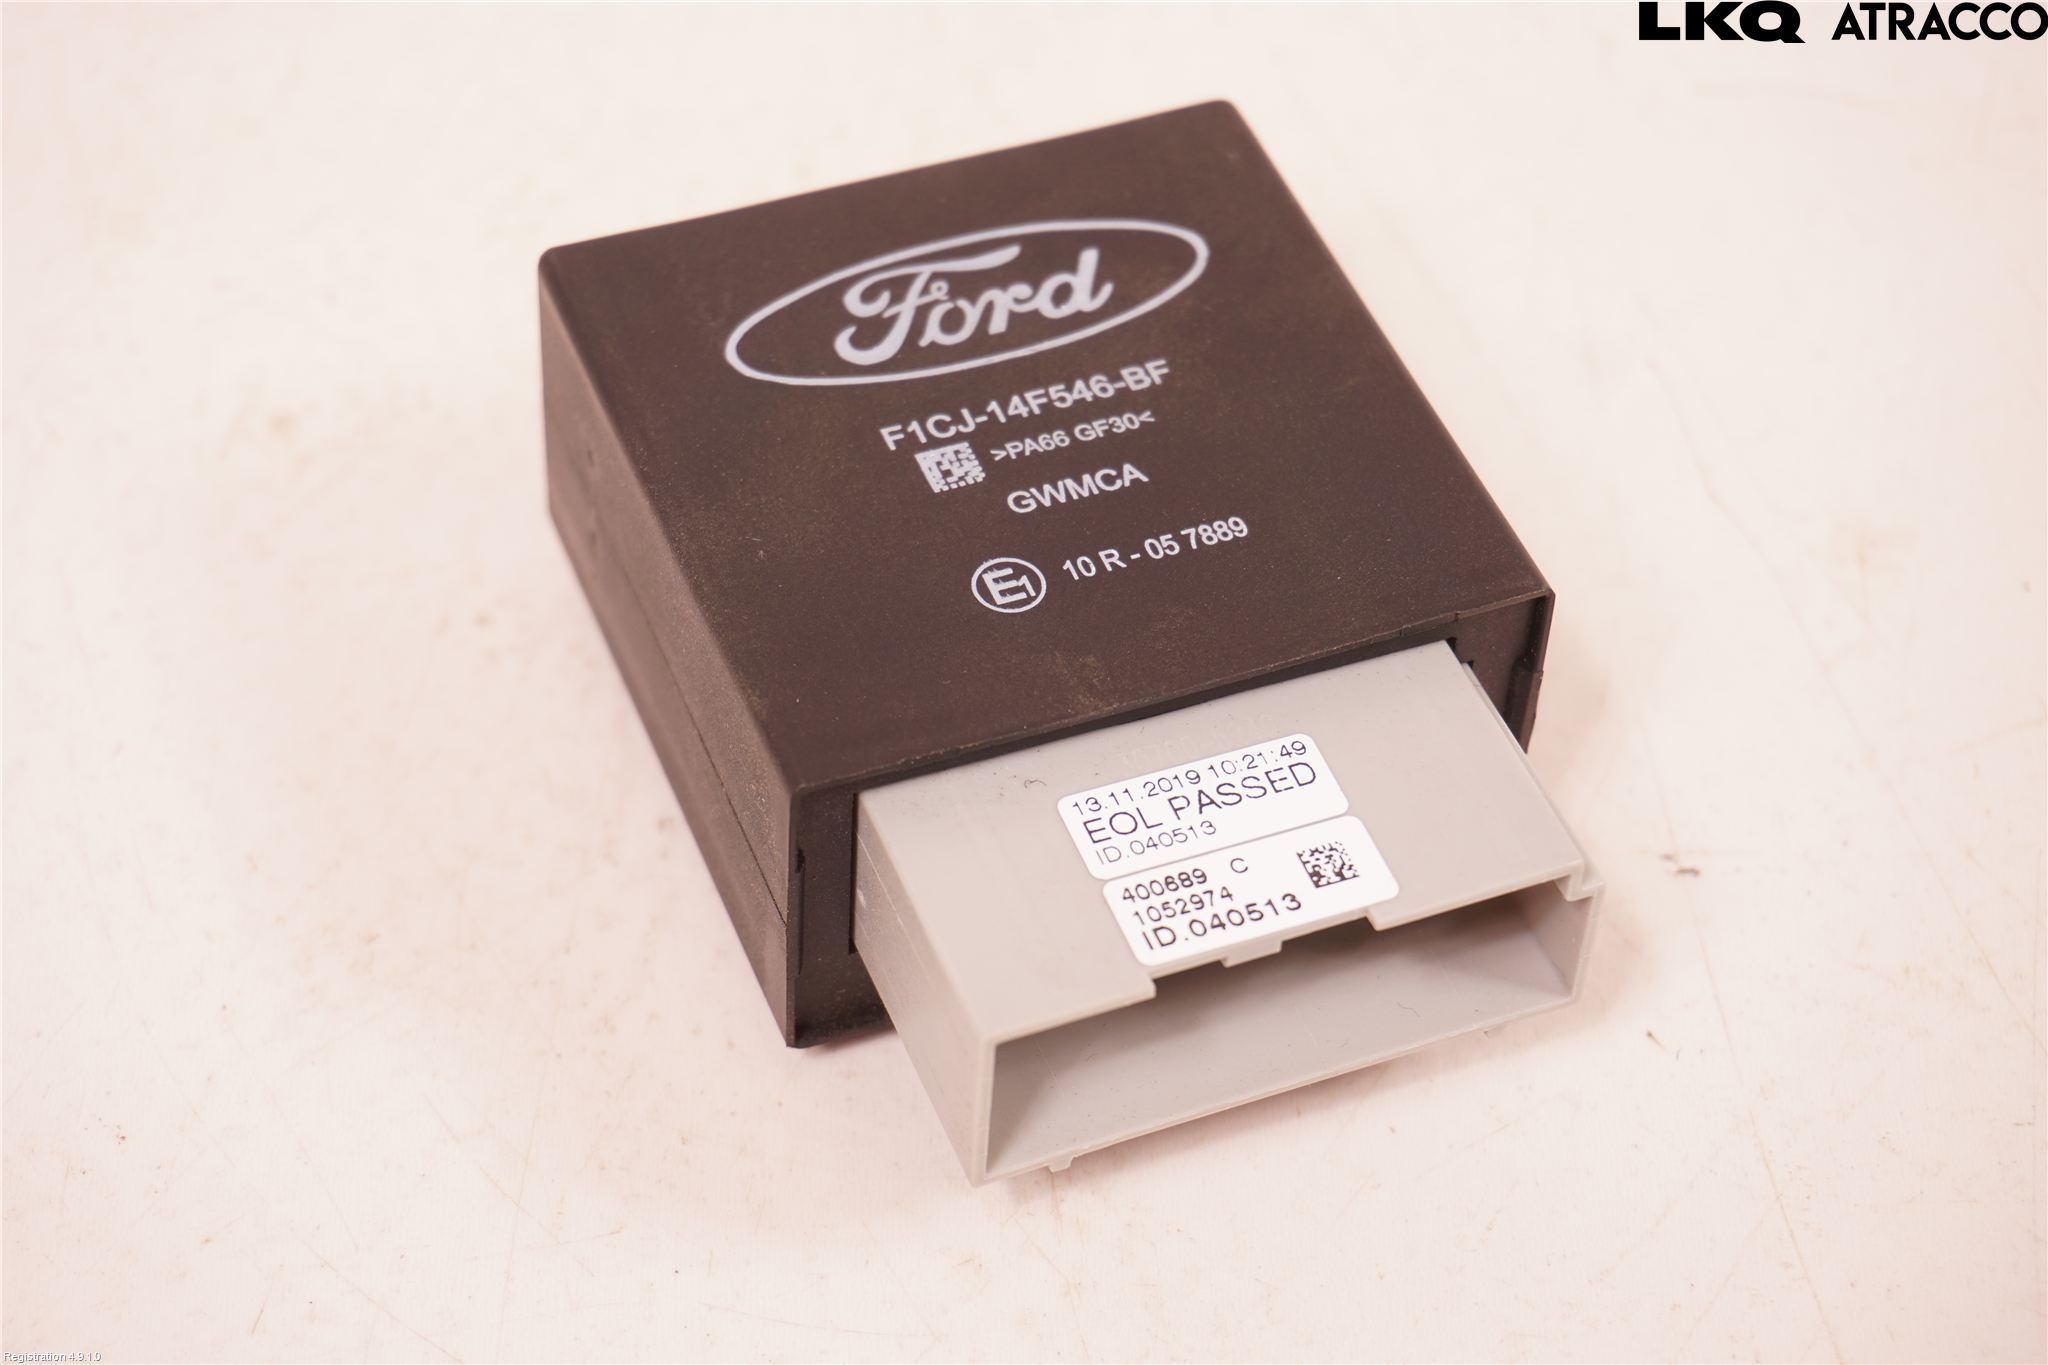 LKQ ATRACCO
Ford
F1CJ-14F546-BF
>PA66 GF30<
GWMCA
E1 10 R - 05 7889
13.11.2019 10:21:49
EOL PASSED
ID.040513
400689 C
1052974
ID.040513
Registration 4.9.1.0